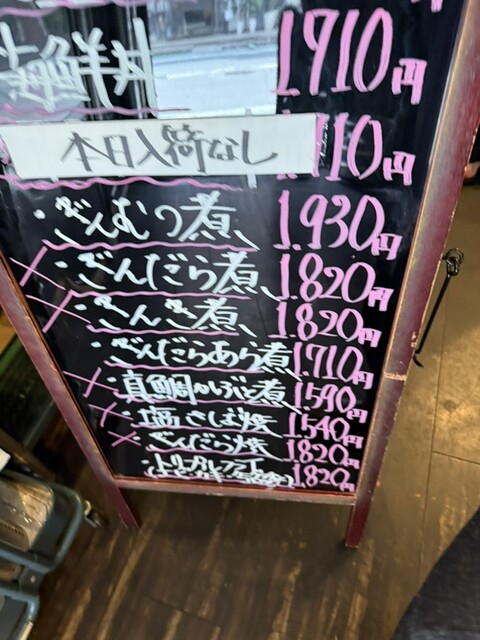 海鮮丼 1.910円
本日入荷なし 110円
・ぎんむつ煮 1.930円
・ぎんだら煮 1.820円
・煮 1.820円
・ぎんだらあら煮 1.710円
・真鯛かぶと煮 1.590円
・塩さば焼 1.540円
・ぎんだら焼 1.820円
1.820円